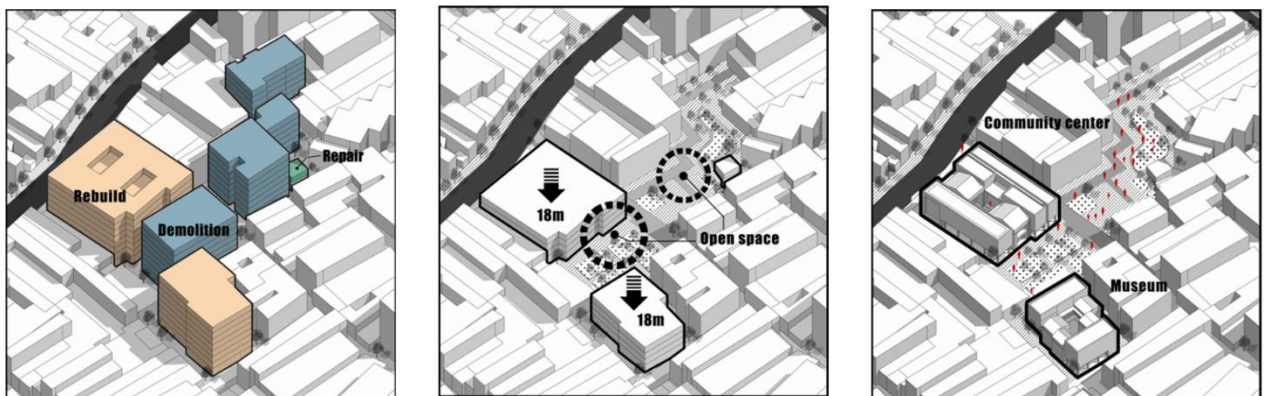 Repair
Rebuild
Demolition
18m
Open space
18m
Community center
Museum